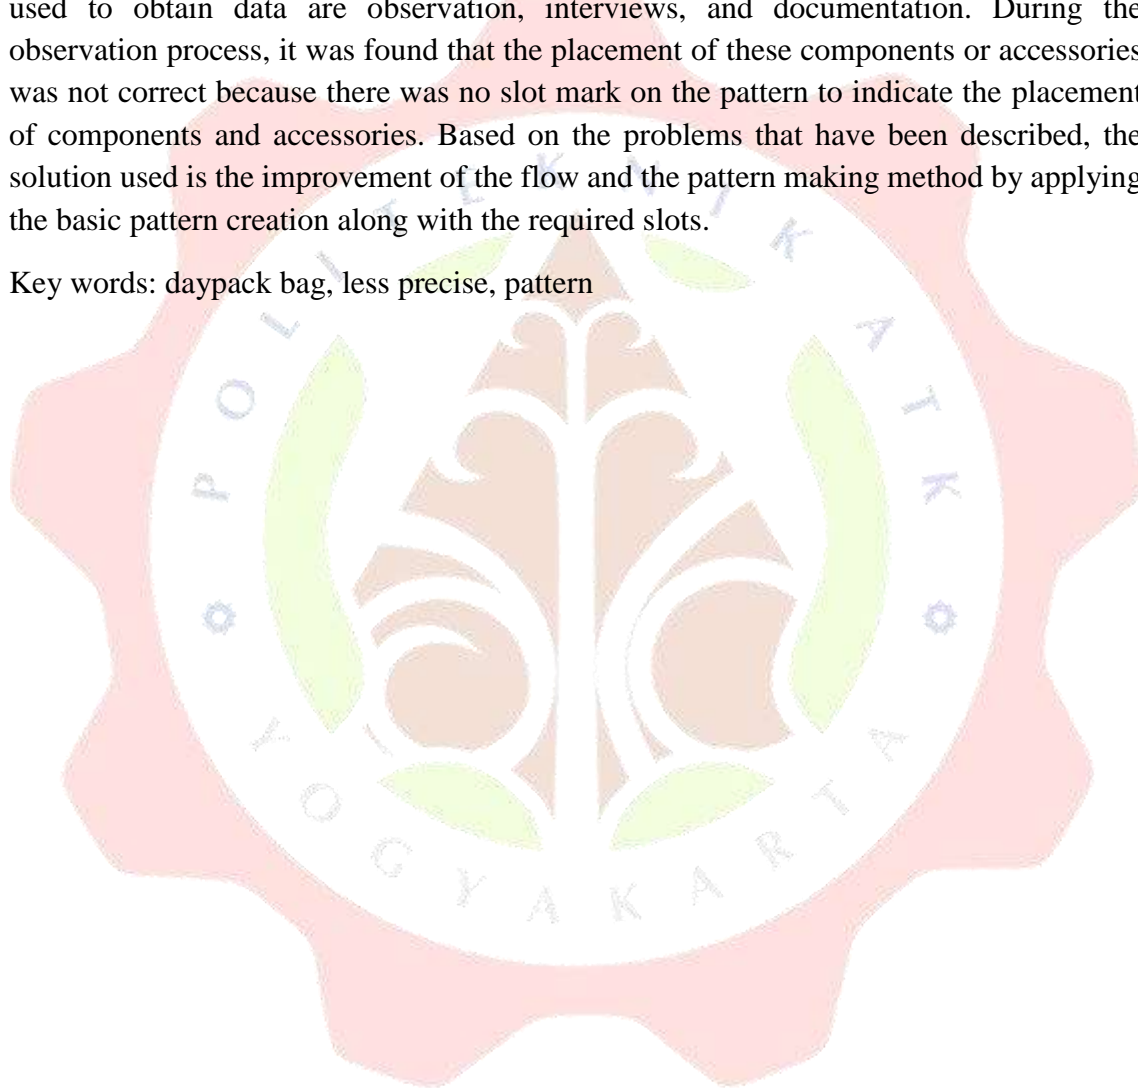 used to obtain data are observation, interviews, and documentation. During the
observation process, it was found that the placement of these components or accessories
was not correct because there was no slot mark on the pattern to indicate the placement
of components and accessories. Based on the problems that have been described, the
solution used is the improvement of the flow and the pattern making method by applying
the basic pattern creation along with the required slots.
Key words: daypack bag, less precise, pattern
POLITEKNIK ATK
YOGYAKARTA